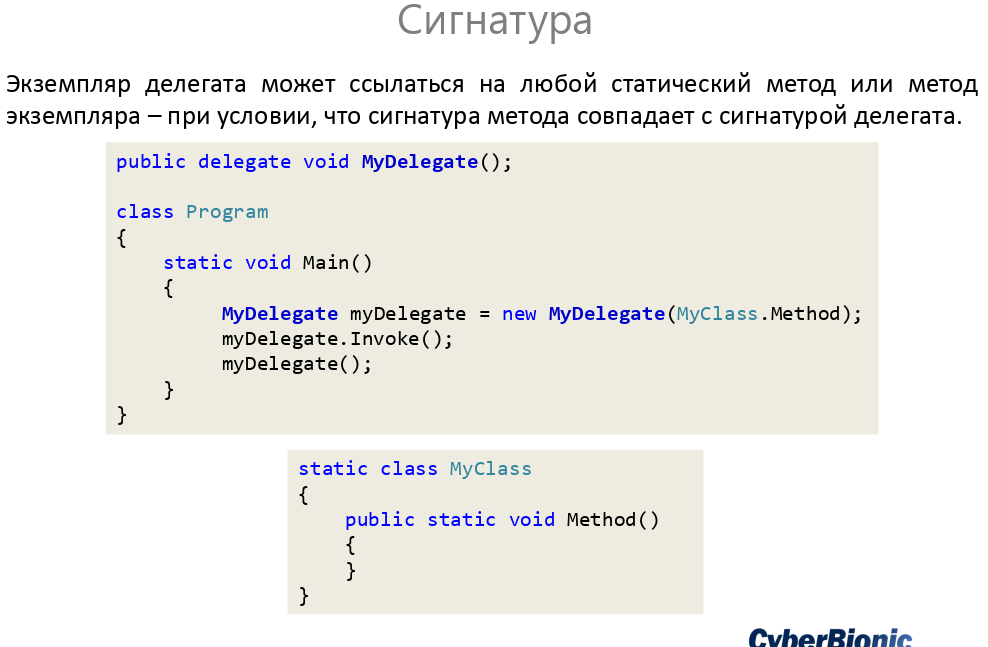 Сигнатура
Экземпляр делегата может ссылаться на любой статический метод или метод
экземпляра – при условии, что сигнатура метода совпадает с сигнатурой делегата.
public delegate void MyDelegate();
class Program
{
static void Main()
{
MyDelegate myDelegate = new MyDelegate(MyClass.Method);
myDelegate.Invoke();
myDelegate();
}
}
static class MyClass
{
public static void Method()
{
}
}
CyberBionic